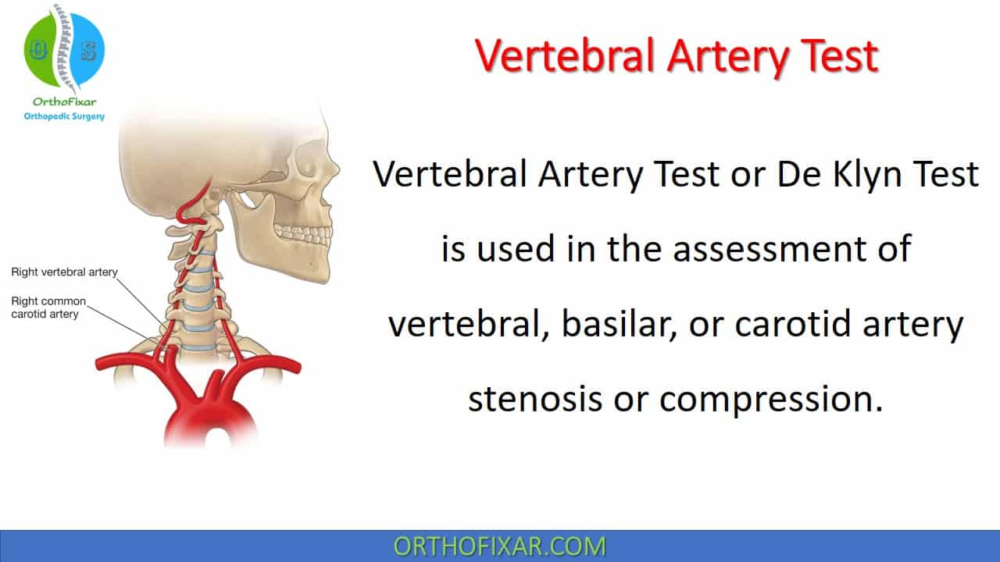 O S
OrthoFixar
Orthopedic Surgery
Vertebral Artery Test
Vertebral Artery Test or De Klyn Test
is used in the assessment of
vertebral, basilar, or carotid artery
stenosis or compression.
Right vertebral artery
Right common
carotid artery
ORTHOFIXAR.COM